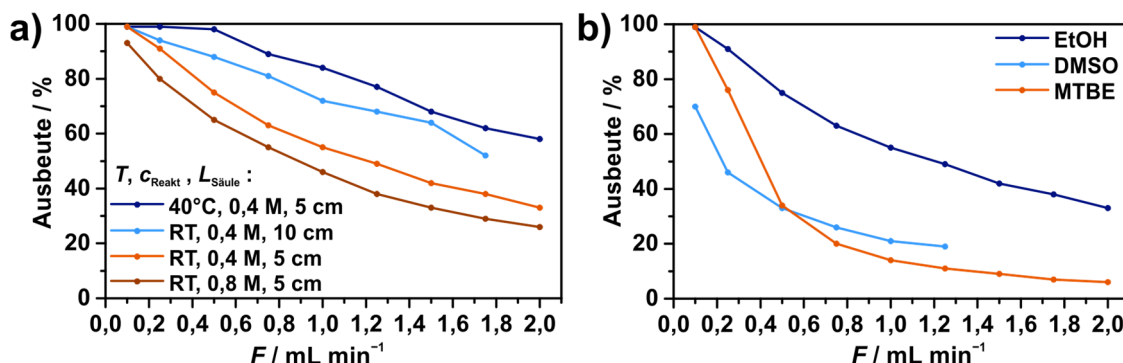 a)
Ausbeute / %
100
80
60
40
20
0
T, cReakt , LSäule :
40°C, 0,4 M, 5 cm
RT, 0,4 M, 10 cm
RT, 0,4 M, 5 cm
RT, 0,8 M, 5 cm
0,0 0,2 0,4 0,6 0,8 1,0 1,2 1,4 1,6 1,8 2,0
F / mL min⁻¹
b)
Ausbeute / %
100
80
60
40
20
0
EtOH
DMSO
MTBE
0,0 0,2 0,4 0,6 0,8 1,0 1,2 1,4 1,6 1,8 2,0
F / mL min⁻¹